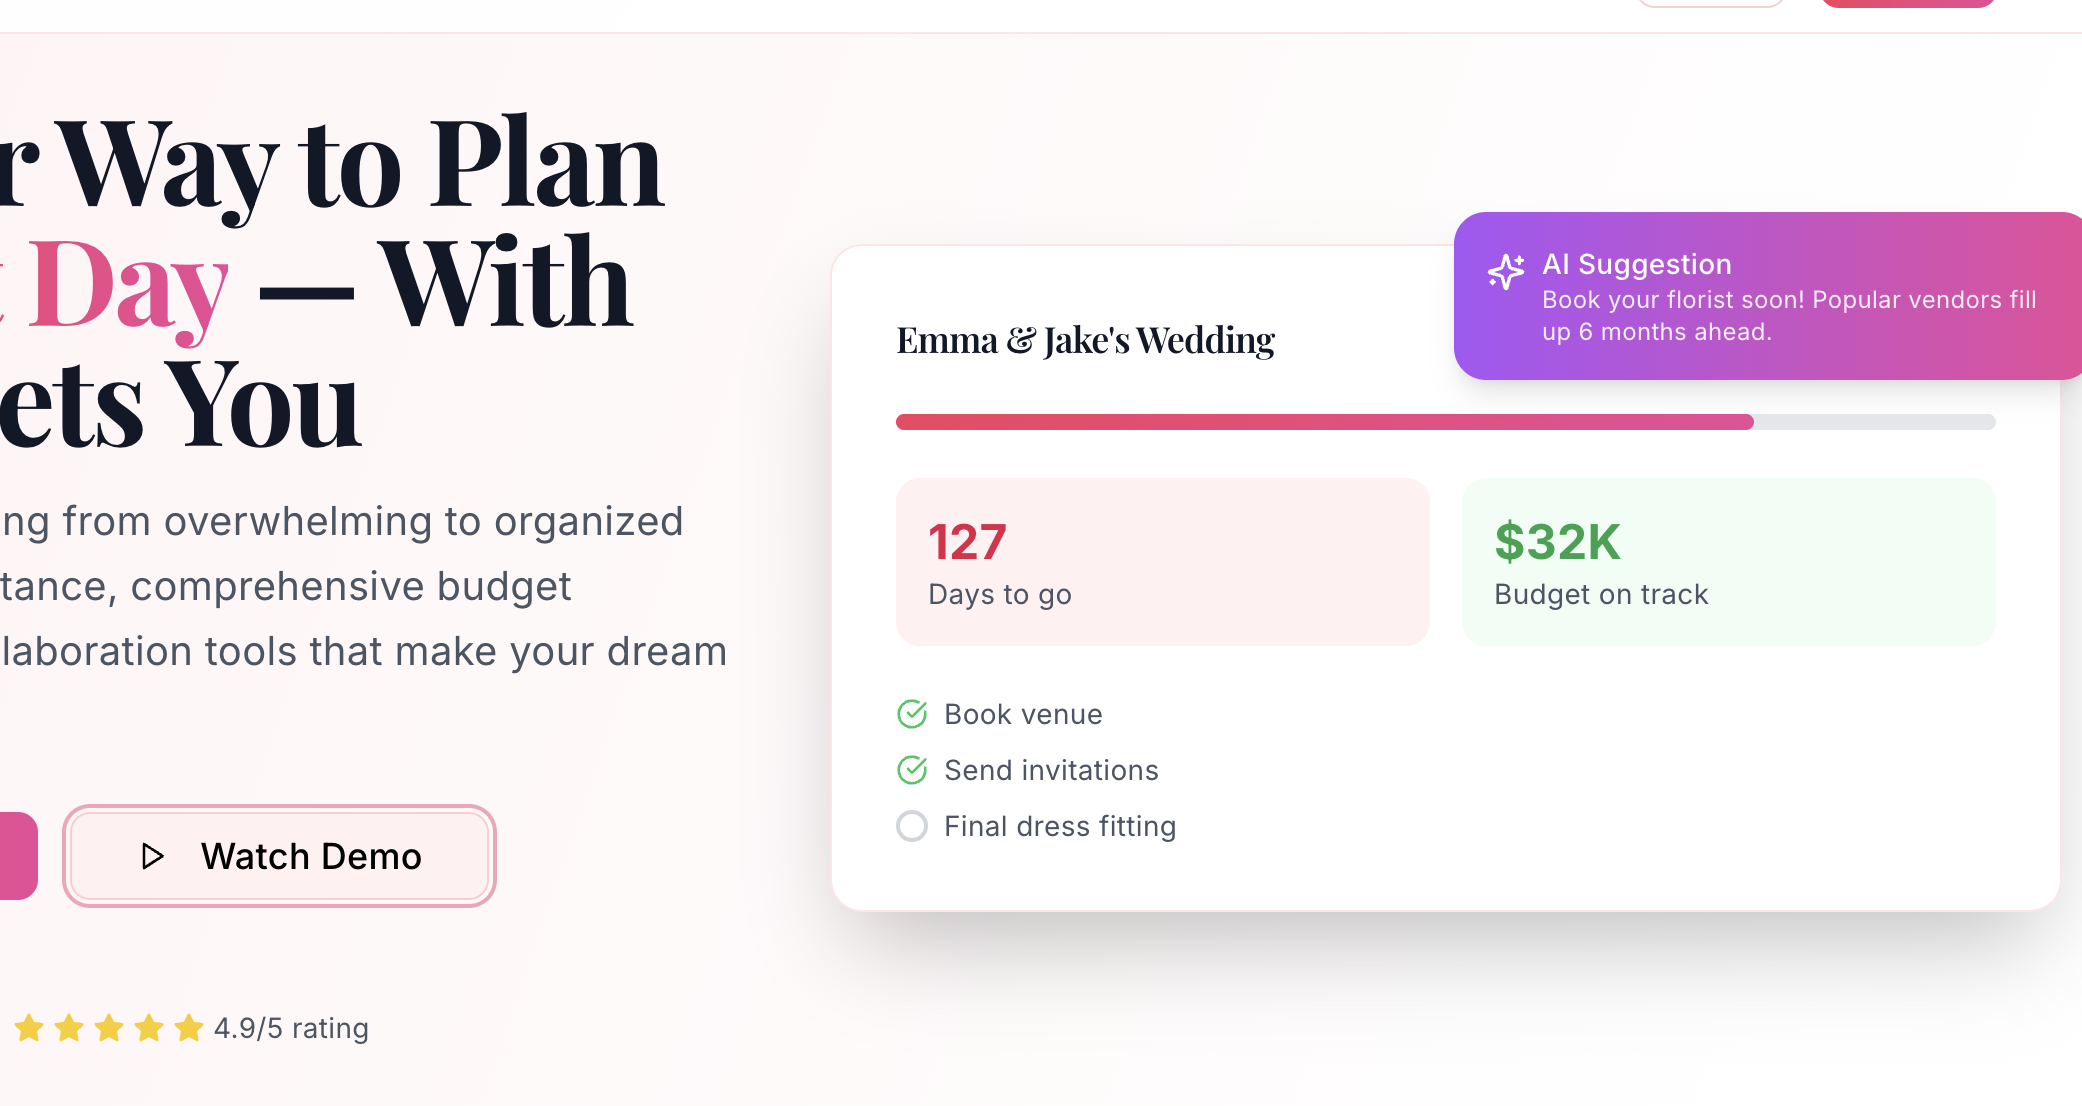 r Way to Plan
Day — With
ets You
ng from overwhelming to organized
tance, comprehensive budget
laboration tools that make your dream
Watch Demo
4.9/5 rating
AI Suggestion
Book your florist soon! Popular vendors fill
up 6 months ahead.
Emma & Jake's Wedding
127
Days to go
$32K
Budget on track
Book venue
Send invitations
Final dress fitting